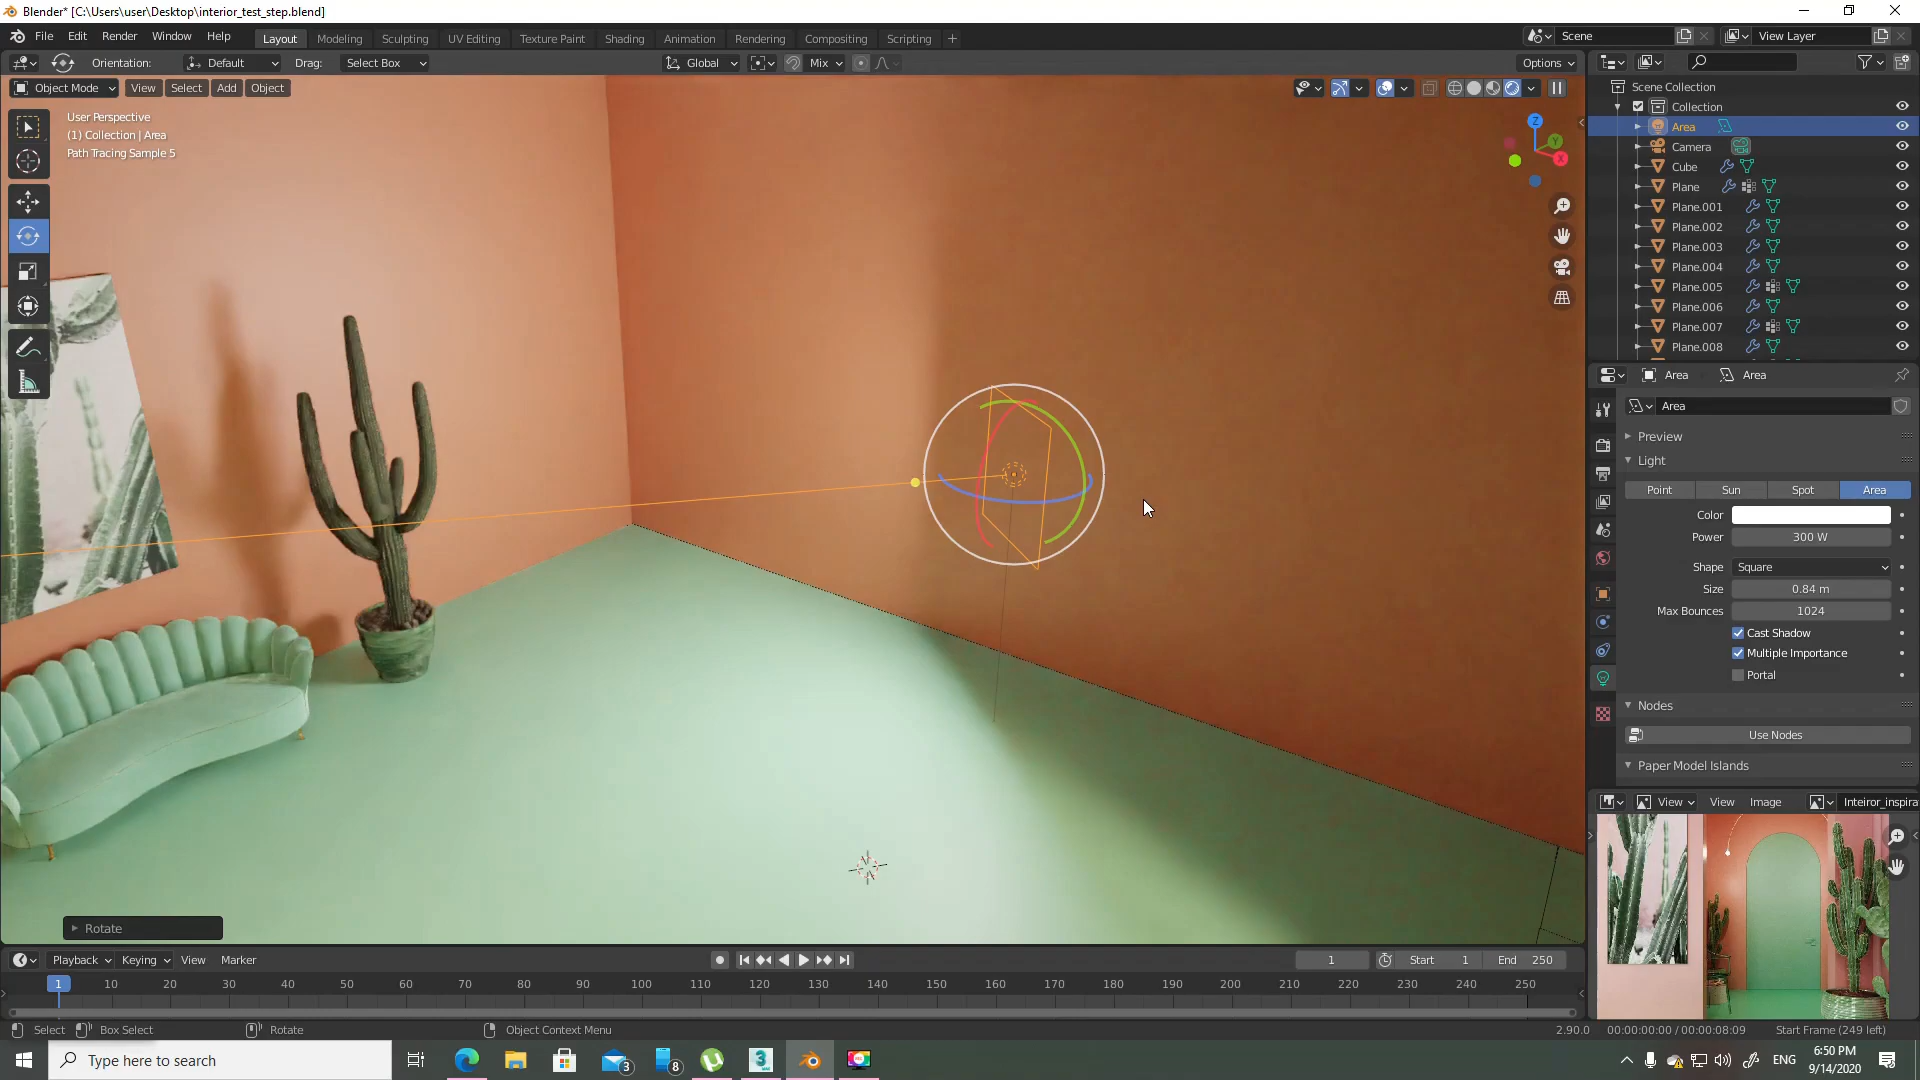 Blender* [C:\Users\user\Desktop\interior_test_step.blend]
File Edit Render Window Help
Layout Modeling Sculpting UV Editing Texture Paint Shading Animation Rendering Compositing Scripting +
Scene
View Layer
Orientation: Default Drag: Select Box
Global Mix
Options
Object Mode View Select Add Object
User Perspective
(1) Collection | Area
Path Tracing Sample 5
Z
Y
X
Scene Collection
Collection
Area
Camera
Cube
Plane
Plane.001
Plane.002
Plane.003
Plane.004
Plane.005
Plane.006
Plane.007
Plane.008
Area Area
Area
Preview
Light
Point Sun Spot Area
Color
Power 300 W
Shape Square
Size 0.84 m
Max Bounces 1024
Cast Shadow
Multiple Importance
Portal
Nodes
Use Nodes
Paper Model Islands
View View Image Inteiror_inspira
Rotate
Playback Keying View Marker
1 Start 1 End 250
1 10 20 30 40 50 60 70 80 90 100 110 120 130 140 150 160 170 180 190 200 210 220 230 240 250
Select Box Select Rotate Object Context Menu
2.90.0 00:00:00:00 / 00:00:08:09 Start Frame (249 left)
Type here to search
3
8
3
ENG
6:50 PM
9/14/2020